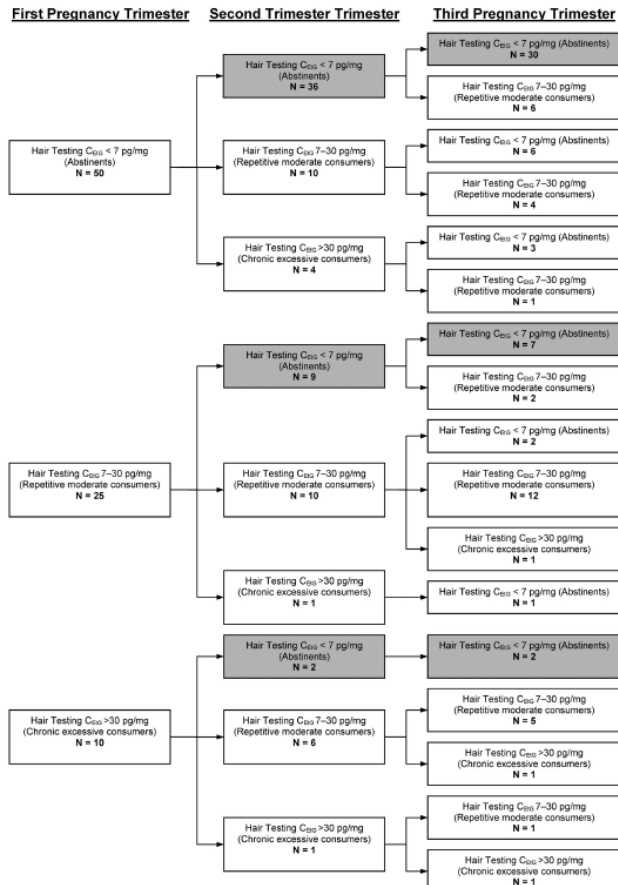 First Pregnancy Trimester
Second Trimester Trimester
Third Pregnancy Trimester
Hair Testing CEtG < 7 pg/mg
(Abstinents)
N = 50
Hair Testing CEtG < 7 pg/mg
(Abstinents)
N = 36
Hair Testing CEtG < 7 pg/mg (Abstinents)
N = 30
Hair Testing CEtG 7–30 pg/mg
(Repetitive moderate consumers)
N = 6
Hair Testing CEtG 7–30 pg/mg
(Repetitive moderate consumers)
N = 10
Hair Testing CEtG < 7 pg/mg (Abstinents)
N = 6
Hair Testing CEtG 7–30 pg/mg
(Repetitive moderate consumers)
N = 4
Hair Testing CEtG >30 pg/mg
(Chronic excessive consumers)
N = 4
Hair Testing CEtG < 7 pg/mg (Abstinents)
N = 3
Hair Testing CEtG 7–30 pg/mg
(Repetitive moderate consumers)
N = 1
Hair Testing CEtG 7–30 pg/mg
(Repetitive moderate consumers)
N = 25
Hair Testing CEtG < 7 pg/mg
(Abstinents)
N = 9
Hair Testing CEtG < 7 pg/mg (Abstinents)
N = 7
Hair Testing CEtG 7–30 pg/mg
(Repetitive moderate consumers)
N = 2
Hair Testing CEtG 7–30 pg/mg
(Repetitive moderate consumers)
N = 10
Hair Testing CEtG < 7 pg/mg (Abstinents)
N = 2
Hair Testing CEtG 7–30 pg/mg
(Repetitive moderate consumers)
N = 12
Hair Testing CEtG >30 pg/mg
(Chronic excessive consumers)
N = 1
Hair Testing CEtG >30 pg/mg
(Chronic excessive consumers)
N = 1
Hair Testing CEtG < 7 pg/mg (Abstinents)
N = 1
Hair Testing CEtG >30 pg/mg
(Chronic excessive consumers)
N = 10
Hair Testing CEtG < 7 pg/mg
(Abstinents)
N = 2
Hair Testing CEtG < 7 pg/mg (Abstinents)
N = 2
Hair Testing CEtG 7–30 pg/mg
(Repetitive moderate consumers)
N = 6
Hair Testing CEtG 7–30 pg/mg
(Repetitive moderate consumers)
N = 5
Hair Testing CEtG >30 pg/mg
(Chronic excessive consumers)
N = 1
Hair Testing CEtG >30 pg/mg
(Chronic excessive consumers)
N = 1
Hair Testing CEtG 7–30 pg/mg
(Repetitive moderate consumers)
N = 1
Hair Testing CEtG >30 pg/mg
(Chronic excessive consumers)
N = 1